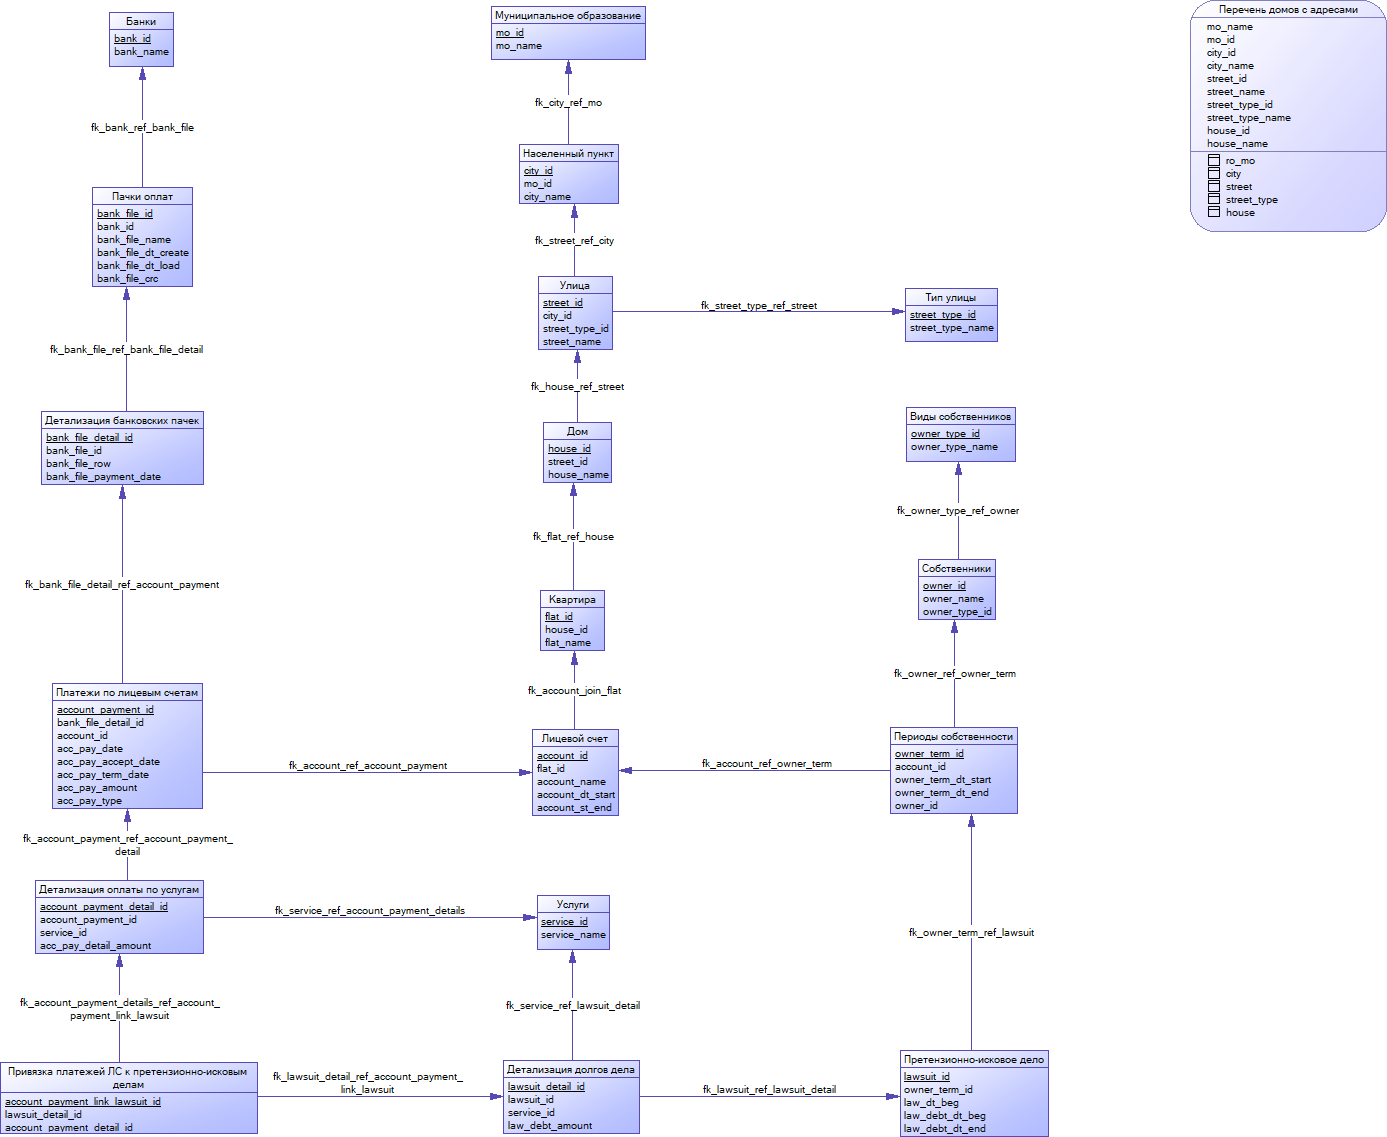 Банки
bank_id
bank_name
fk_bank_ref_bank_file
Пачки оплат
bank_file_id
bank_id
bank_file_name
bank_file_dt_create
bank_file_dt_load
bank_file_crc
fk_bank_file_ref_bank_file_detail
Детализация банковских пачек
bank_file_detail_id
bank_file_id
bank_file_row
bank_file_payment_date
fk_bank_file_detail_ref_account_payment
Платежи по лицевым счетам
account_payment_id
bank_file_detail_id
account_id
acc_pay_date
acc_pay_accept_date
acc_pay_term_date
acc_pay_amount
acc_pay_type
fk_account_payment_ref_account_payment_
detail
Детализация оплаты по услугам
account_payment_detail_id
account_payment_id
service_id
acc_pay_detail_amount
fk_account_payment_details_ref_account_
payment_link_lawsuit
Привязка платежей ЛС к претензионно-исковым
делам
account_payment_link_lawsuit_id
lawsuit_detail_id
account_payment_detail_id
Муниципальное образование
mo_id
mo_name
fk_city_ref_mo
Населенный пункт
city_id
mo_id
city_name
fk_street_ref_city
Улица
street_id
city_id
street_type_id
street_name
fk_street_type_ref_street
Тип улицы
street_type_id
street_type_name
fk_house_ref_street
Дом
house_id
street_id
house_name
fk_flat_ref_house
Квартира
flat_id
house_id
flat_name
fk_account_join_flat
Лицевой счет
account_id
flat_id
account_name
account_dt_start
account_st_end
fk_account_ref_account_payment
fk_account_ref_owner_term
fk_service_ref_account_payment_details
Услуги
service_id
service_name
fk_service_ref_lawsuit_detail
fk_lawsuit_detail_ref_account_payment_
link_lawsuit
Детализация долгов дела
lawsuit_detail_id
lawsuit_id
service_id
law_debt_amount
fk_lawsuit_ref_lawsuit_detail
Виды собственников
owner_type_id
owner_type_name
fk_owner_type_ref_owner
Собственники
owner_id
owner_name
owner_type_id
fk_owner_ref_owner_term
Периоды собственности
owner_term_id
account_id
owner_term_dt_start
owner_term_dt_end
owner_id
fk_owner_term_ref_lawsuit
Претензионно-исковое дело
lawsuit_id
owner_term_id
law_dt_beg
law_debt_dt_beg
law_debt_dt_end
Перечень домов с адресами
mo_name
mo_id
city_id
city_name
street_id
street_name
street_type_id
street_type_name
house_id
house_name
ro_mo
city
street
street_type
house